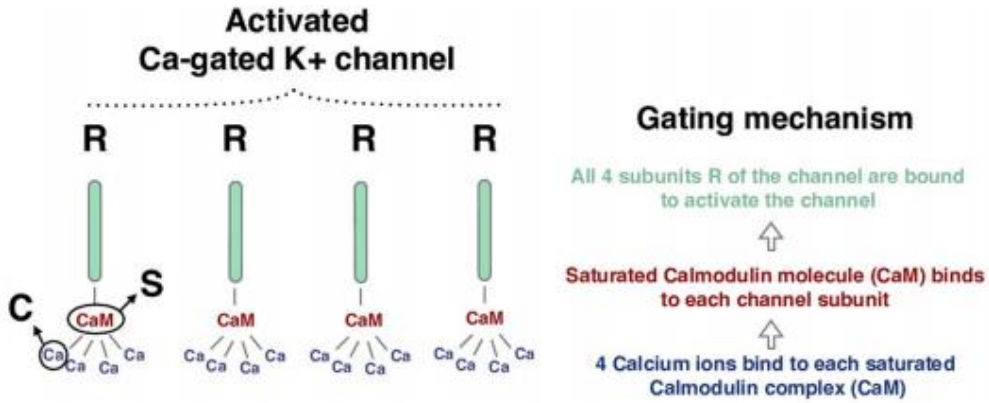 Activated
Ca-gated K+ channel
R R R R
S
C
CaM CaM CaM CaM
Ca Ca Ca Ca Ca Ca Ca Ca Ca Ca Ca Ca Ca Ca Ca Ca
Gating mechanism
All 4 subunits R of the channel are bound
to activate the channel
Saturated Calmodulin molecule (CaM) binds
to each channel subunit
4 Calcium ions bind to each saturated
Calmodulin complex (CaM)